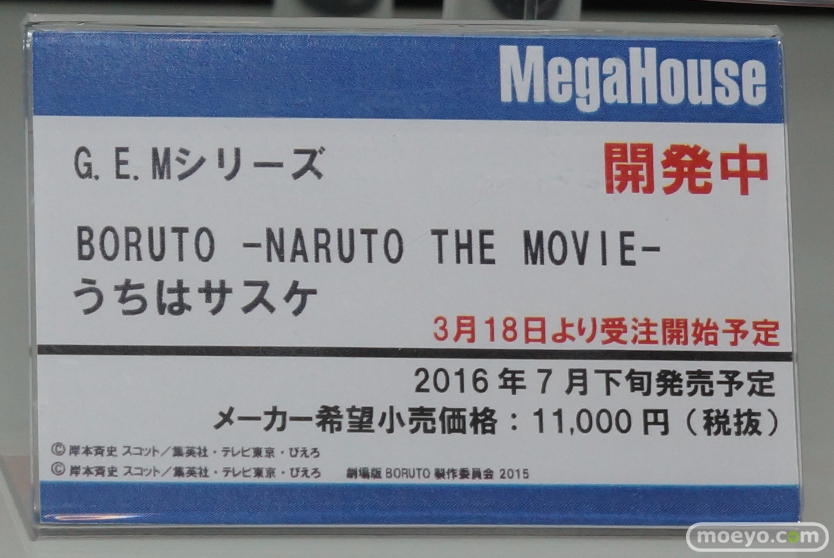 MegaHouse
G.E.Mシリーズ
開発中
BORUTO -NARUTO THE MOVIE-
うちはサスケ
3月18日より受注開始予定
2016年7月下旬発売予定
メーカー希望小売価格：11,000円（税抜）
©岸本斉史 スコット／集英社・テレビ東京・ぴえろ
©岸本斉史 スコット／集英社・テレビ東京・ぴえろ 劇場版BORUTO製作委員会 2015
moeyo.com